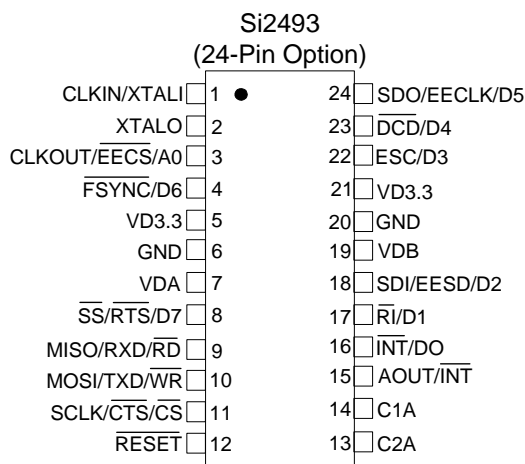 Si2493
(24-Pin Option)
CLKIN/XTALI 1 24 SDO/EECLK/D5
XTALO 2 23 DCD/D4
CLKOUT/EECS/A0 3 22 ESC/D3
FSYNC/D6 4 21 VD3.3
VD3.3 5 20 GND
GND 6 19 VDB
VDA 7 18 SDI/EESD/D2
SS/RTS/D7 8 17 RI/D1
MISO/RXD/RD 9 16 INT/DO
MOSI/TXD/WR 10 15 AOUT/INT
SCLK/CTS/CS 11 14 C1A
RESET 12 13 C2A